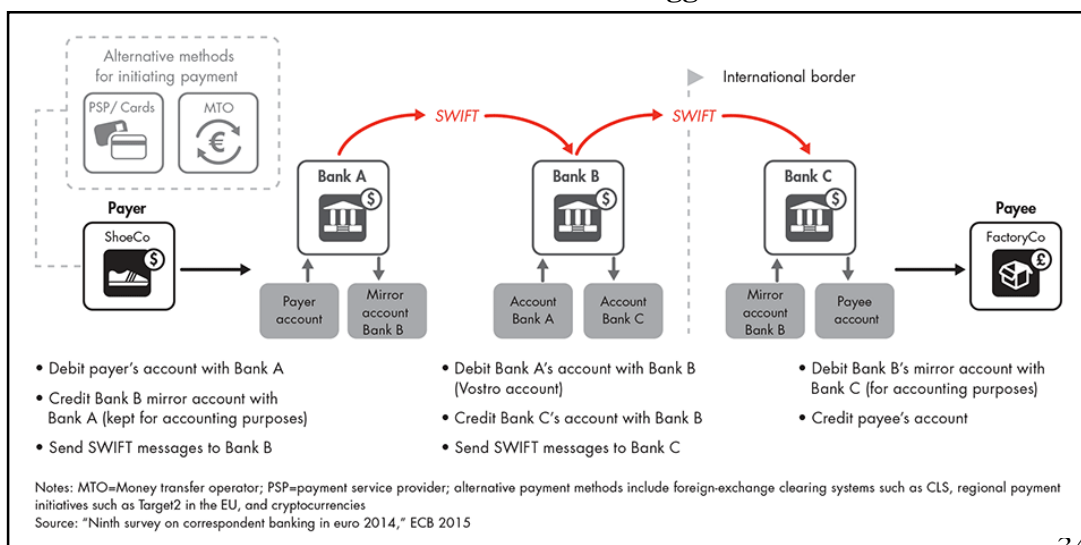 Alternative methods
for initiating payment
PSP/ Cards
MTO
€
International border
SWIFT
SWIFT
Bank A
$
Bank B
$
Bank C
$
Payer
ShoeCo
$
Payee
FactoryCo
£
Payer
account
Mirror
account
Bank B
Account
Bank A
Account
Bank C
Mirror
account
Bank B
Payee
account
• Debit payer's account with Bank A
• Credit Bank B mirror account with
Bank A (kept for accounting purposes)
• Send SWIFT messages to Bank B
• Debit Bank A's account with Bank B
(Vostro account)
• Credit Bank C's account with Bank B
• Send SWIFT messages to Bank C
• Debit Bank B's mirror account with
Bank C (for accounting purposes)
• Credit payee's account
Notes: MTO=Money transfer operator; PSP=payment service provider; alternative payment methods include foreign-exchange clearing systems such as CLS, regional payment
initiatives such as Target2 in the EU, and cryptocurrencies
Source: "Ninth survey on correspondent banking in euro 2014," ECB 2015